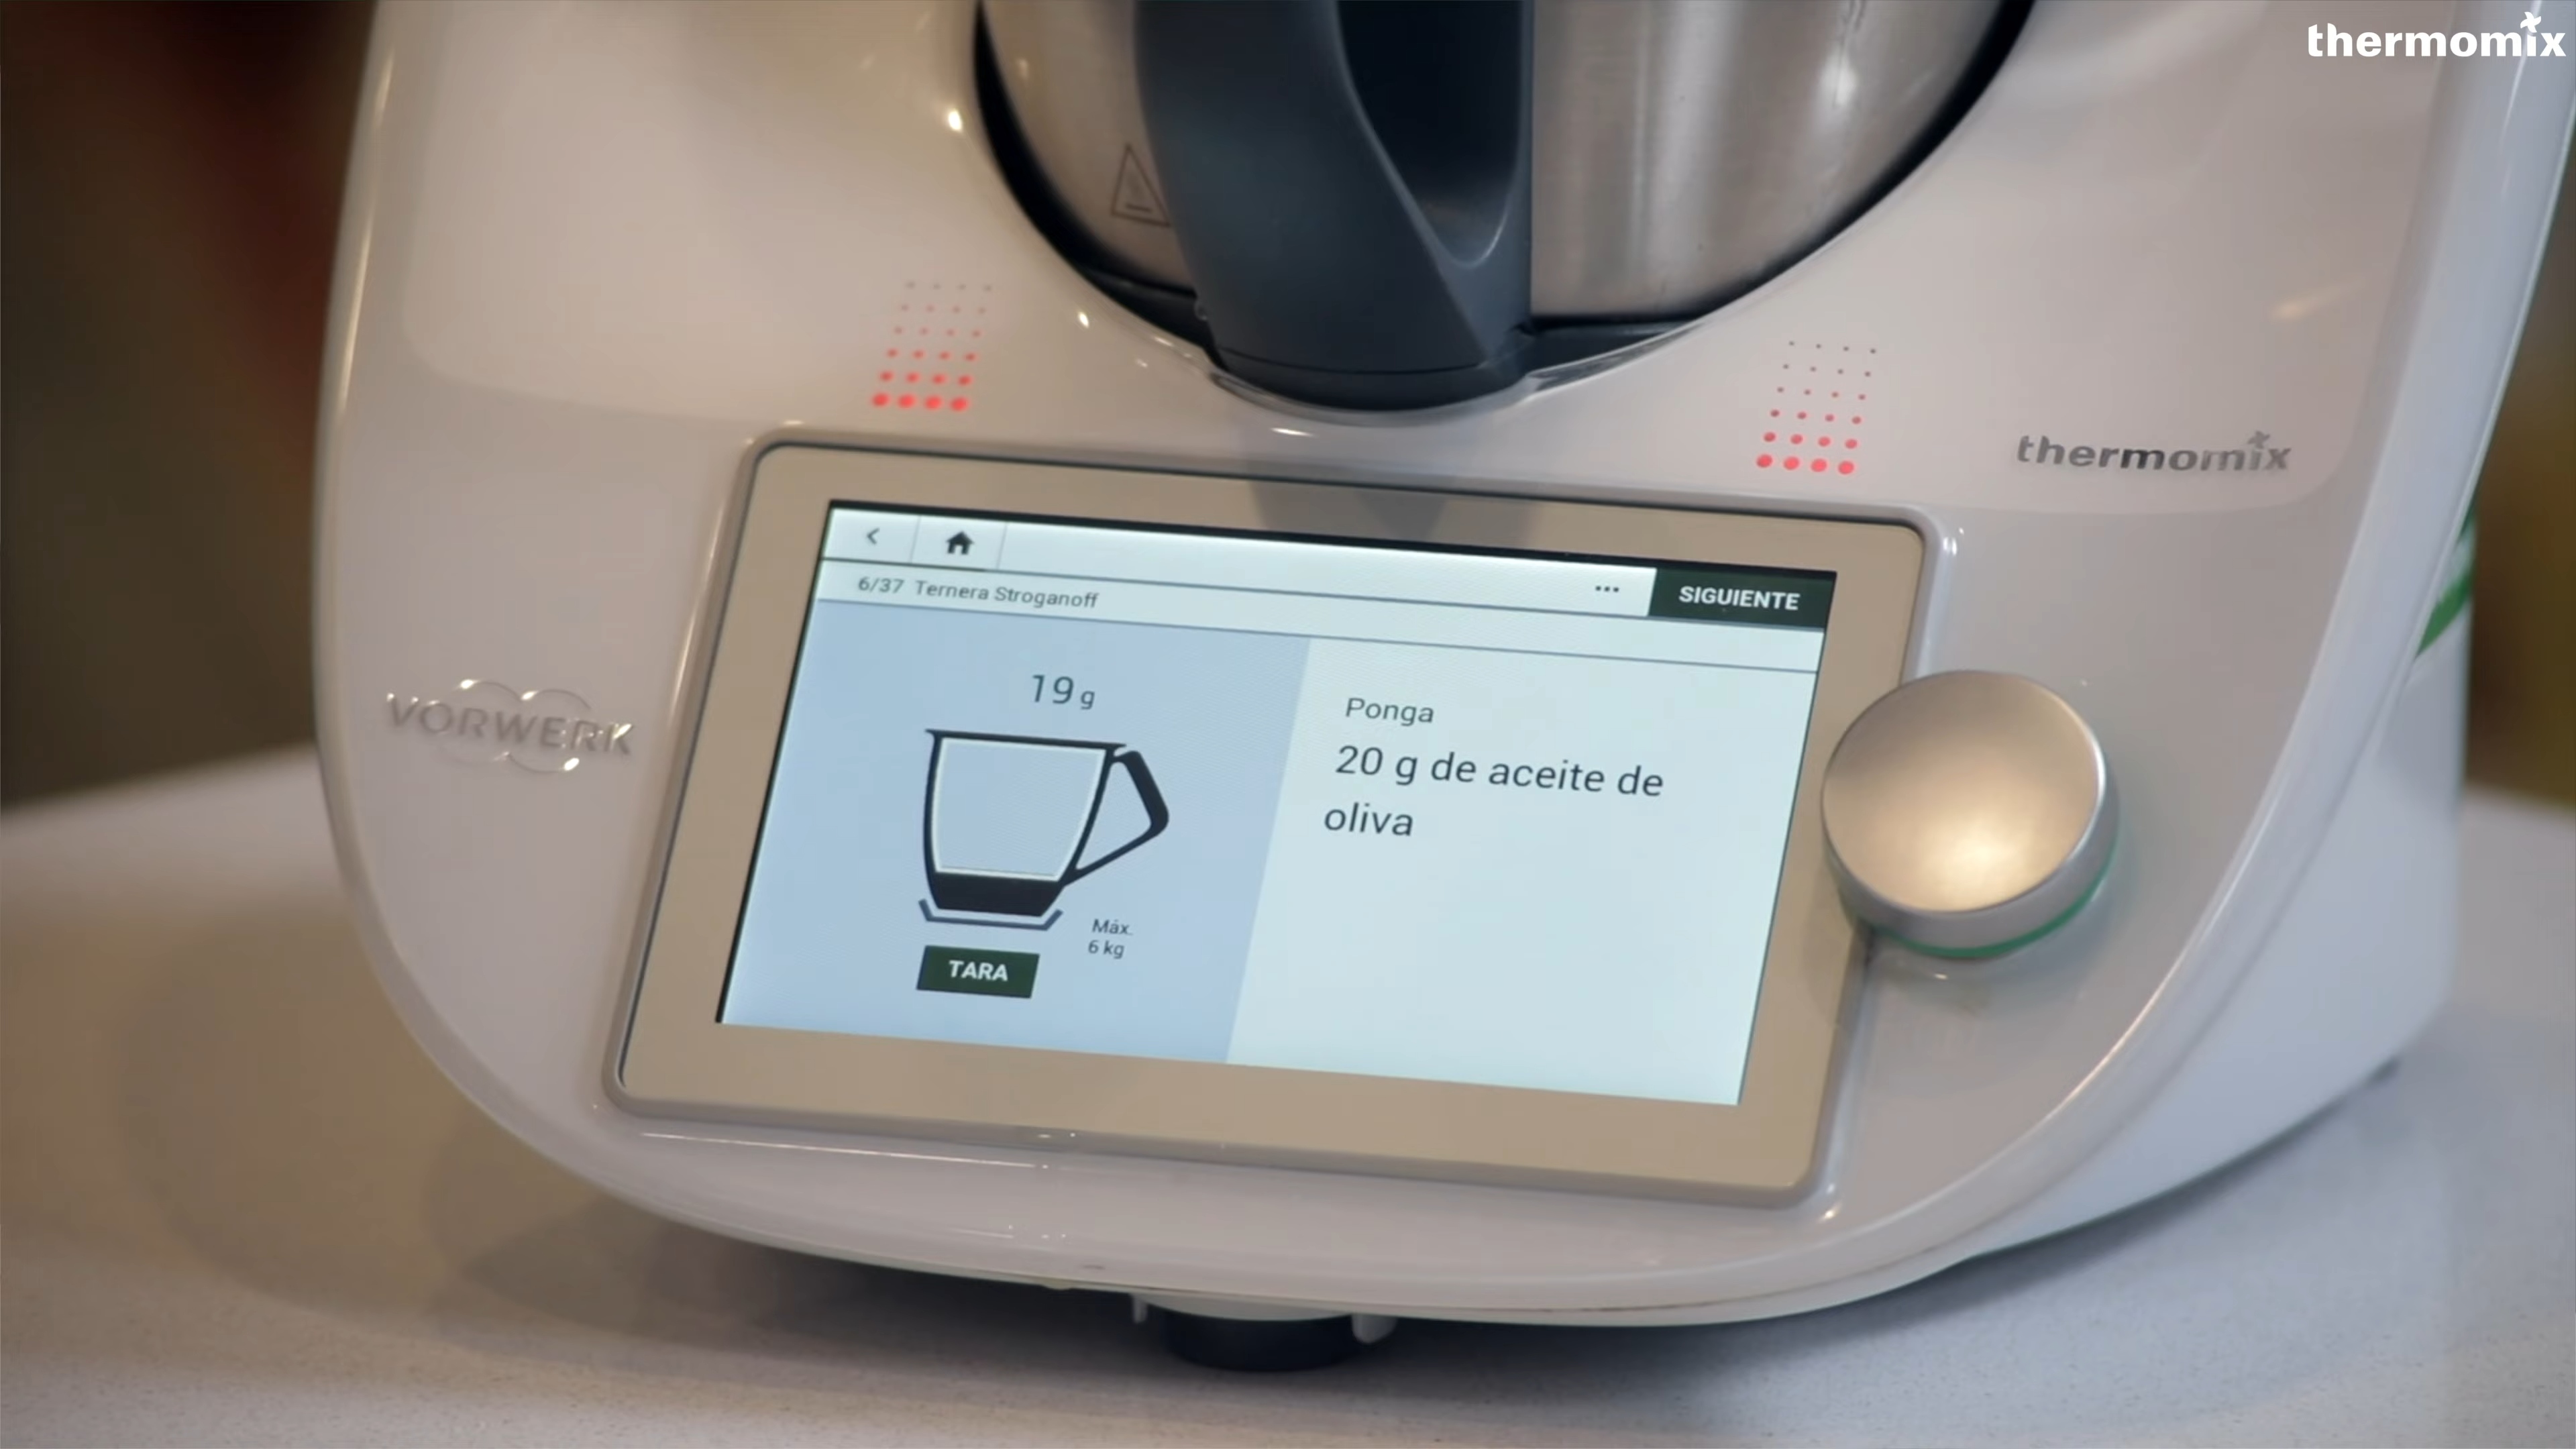 thermomix
thermomix
VORWERK
SIGUIENTE
6/37 Ternera Stroganoff
19 g
Máx.
6 kg
TARA
Ponga
20 g de aceite de
oliva